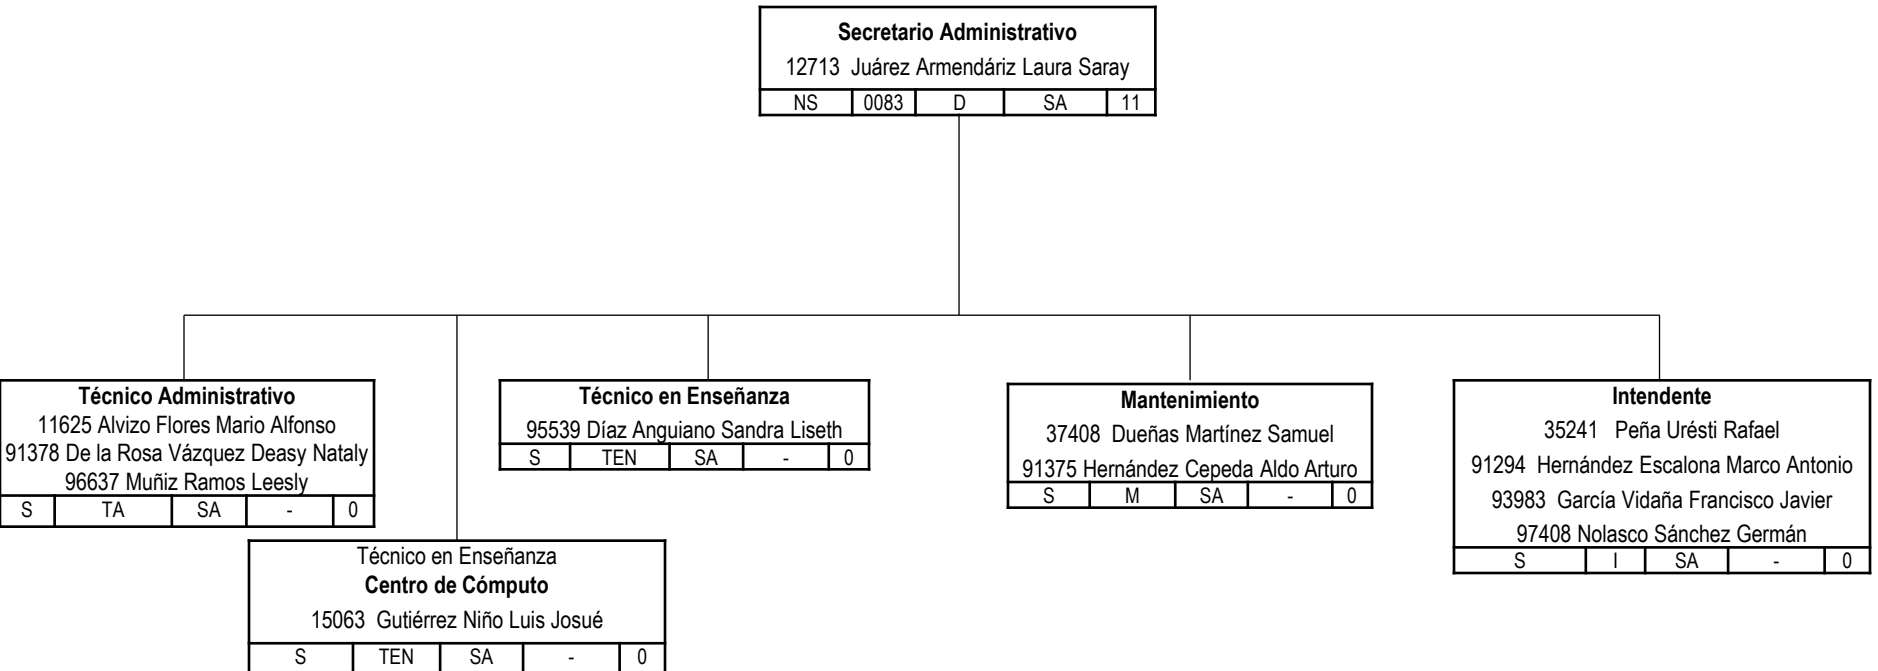 Secretario Administrativo
12713 Juárez Armendáriz Laura Saray
NS 0083 D SA 11
Técnico Administrativo
11625 Alvizo Flores Mario Alfonso
91378 De la Rosa Vázquez Deasy Nataly
96637 Muñiz Ramos Leesly
S TA SA - 0
Técnico en Enseñanza
Centro de Cómputo
15063 Gutiérrez Niño Luis Josué
S TEN SA - 0
Técnico en Enseñanza
95539 Díaz Anguiano Sandra Liseth
S TEN SA - 0
Mantenimiento
37408 Dueñas Martínez Samuel
91375 Hernández Cepeda Aldo Arturo
S M SA - 0
Intendente
35241 Peña Urésti Rafael
91294 Hernández Escalona Marco Antonio
93983 García Vidaña Francisco Javier
97408 Nolasco Sánchez Germán
S I SA - 0